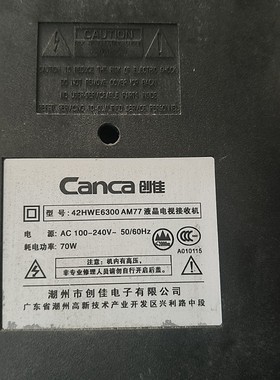 CAUTION
CAUTION: TO REDUCE THE RISK OF ELECTRIC SHOCK
DO NOT REMOVE COVER OR BACK
NO USER-SERVICEABLE PARTS INSIDE
REFER SERVICING TO QUALIFIED SERVICE PERSONNEL
Canca 创佳
型 号: 42HWE6300 AM77 液晶电视接收机
电 源: AC 100-240V~ 50/60Hz
耗电功率: 70W
≤2000m
A010115
注意: 机内有高压,
非专业修理人员请勿自行开启后盖。
潮州市创佳电子有限公司
广东省潮州高新技术产业开发区兴利路中段